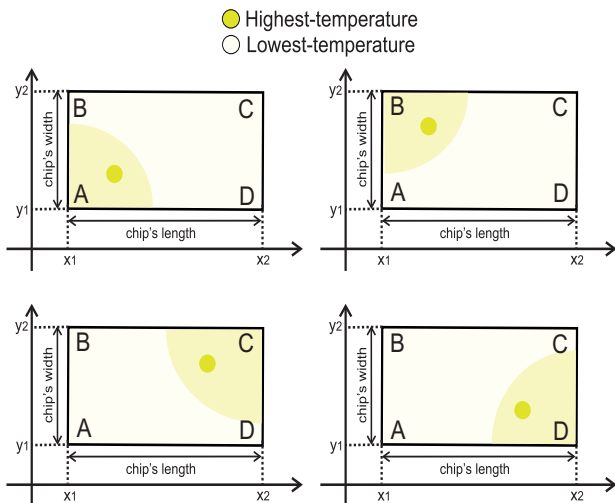 Highest-temperature
Lowest-temperature
y2
B
C
chip's width
A
D
y1
chip's length
x1
x2
y2
B
C
chip's width
A
D
y1
chip's length
x1
x2
y2
B
C
chip's width
A
D
y1
chip's length
x1
x2
y2
B
C
chip's width
A
D
y1
chip's length
x1
x2